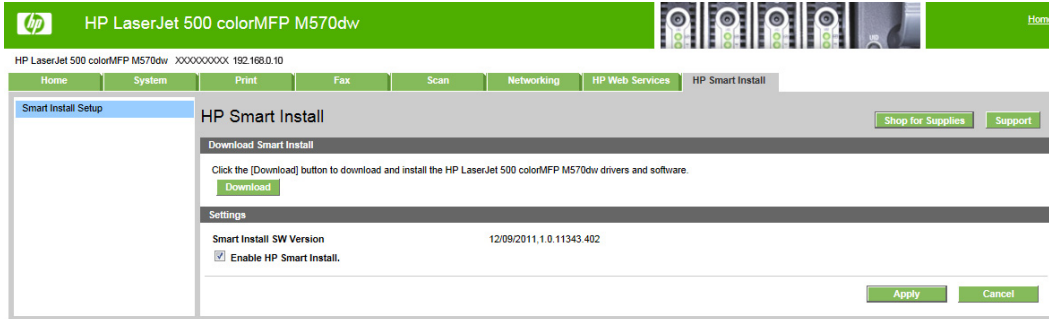 hp HP LaserJet 500 colorMFP M570dw
Home
HP LaserJet 500 colorMFP M570dw XXXXXXXXX 192.168.0.10
Home System Print Fax Scan Networking HP Web Services HP Smart Install
Smart Install Setup
HP Smart Install
Shop for Supplies Support
Download Smart Install
Click the [Download] button to download and install the HP LaserJet 500 colorMFP M570dw drivers and software.
Download
Settings
Smart Install SW Version 12/09/2011,1.0.11343.402
Enable HP Smart Install.
Apply Cancel